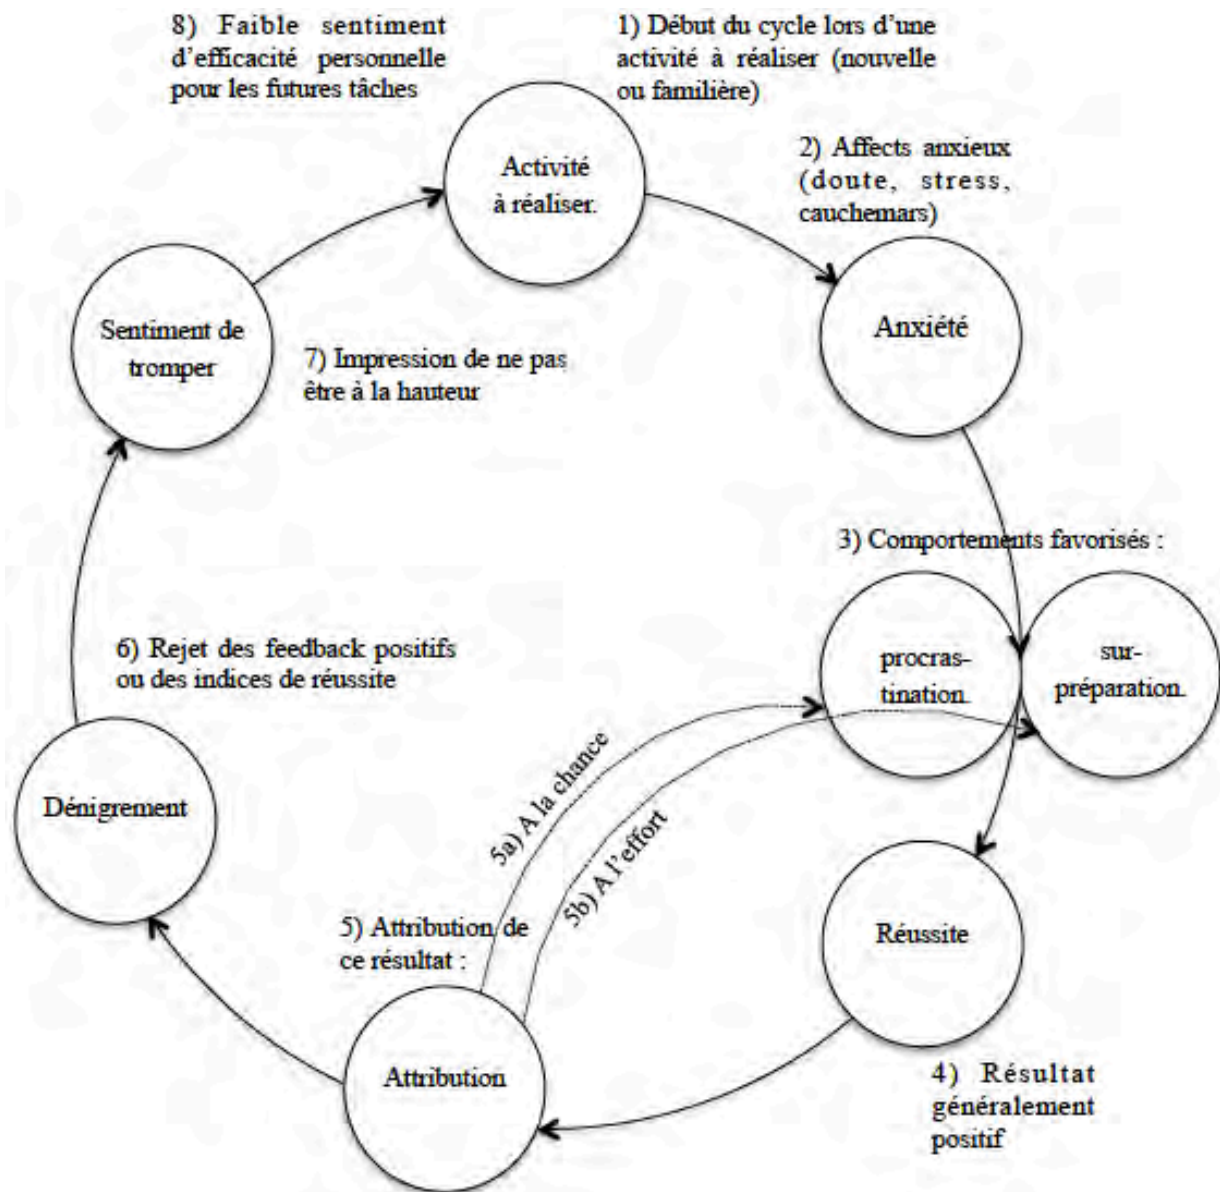 8) Faible sentiment
d'efficacité personnelle
pour les futures tâches
1) Début du cycle lors d'une
activité à réaliser (nouvelle
ou familière)
Activité
à réaliser.
2) Affects anxieux
(doute, stress,
cauchemars)
Anxiété
Sentiment de
tromper
7) Impression de ne pas
être à la hauteur
3) Comportements favorisés :
procras-
tination.
sur-
préparation.
6) Rejet des feedback positifs
ou des indices de réussite
Dénigrement
5a) A la chance
5b) A l'effort
5) Attribution de
ce résultat :
Réussite
Attribution
4) Résultat
généralement
positif